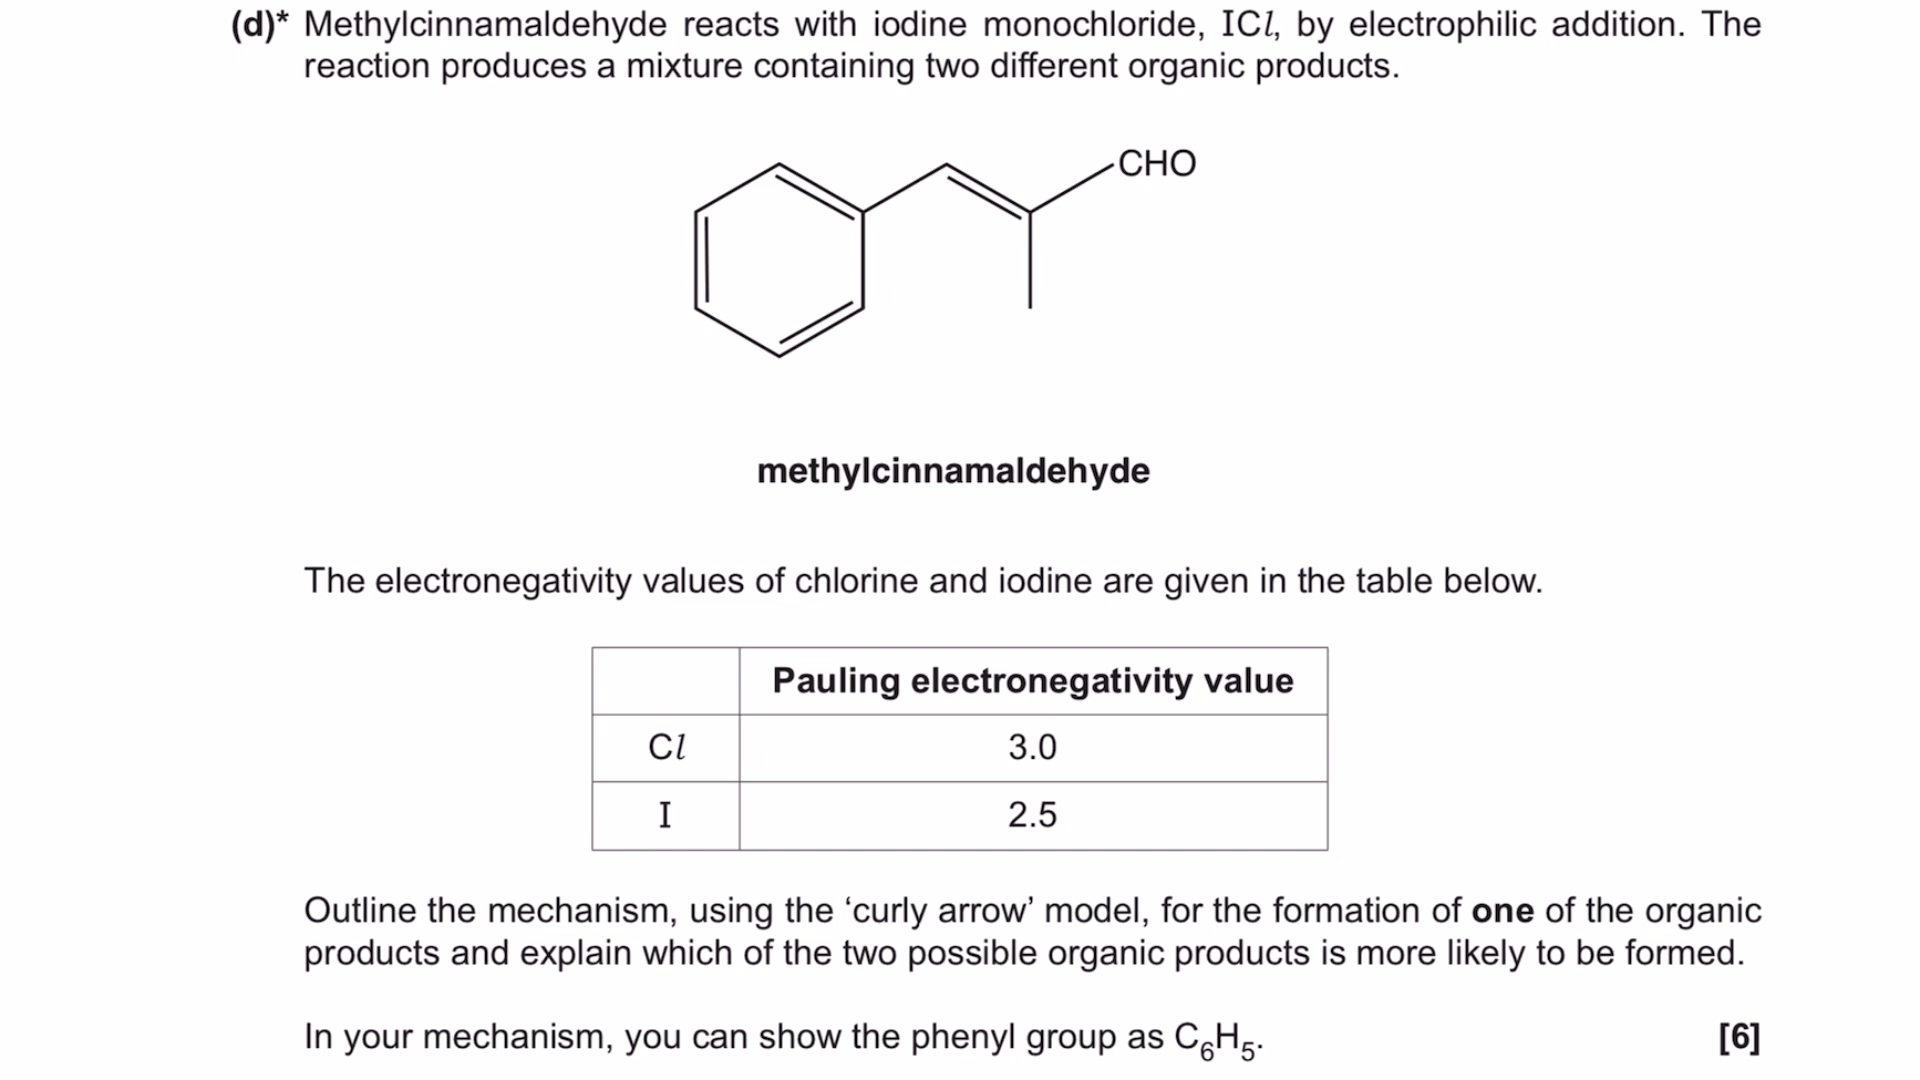 (d)* Methylcinnamaldehyde reacts with iodine monochloride, ICl, by electrophilic addition. The
reaction produces a mixture containing two different organic products.
CHO
methylcinnamaldehyde
The electronegativity values of chlorine and iodine are given in the table below.
Pauling electronegativity value
Cl 3.0
I 2.5
Outline the mechanism, using the ‘curly arrow’ model, for the formation of one of the organic
products and explain which of the two possible organic products is more likely to be formed.
In your mechanism, you can show the phenyl group as C₆H₅. [6]